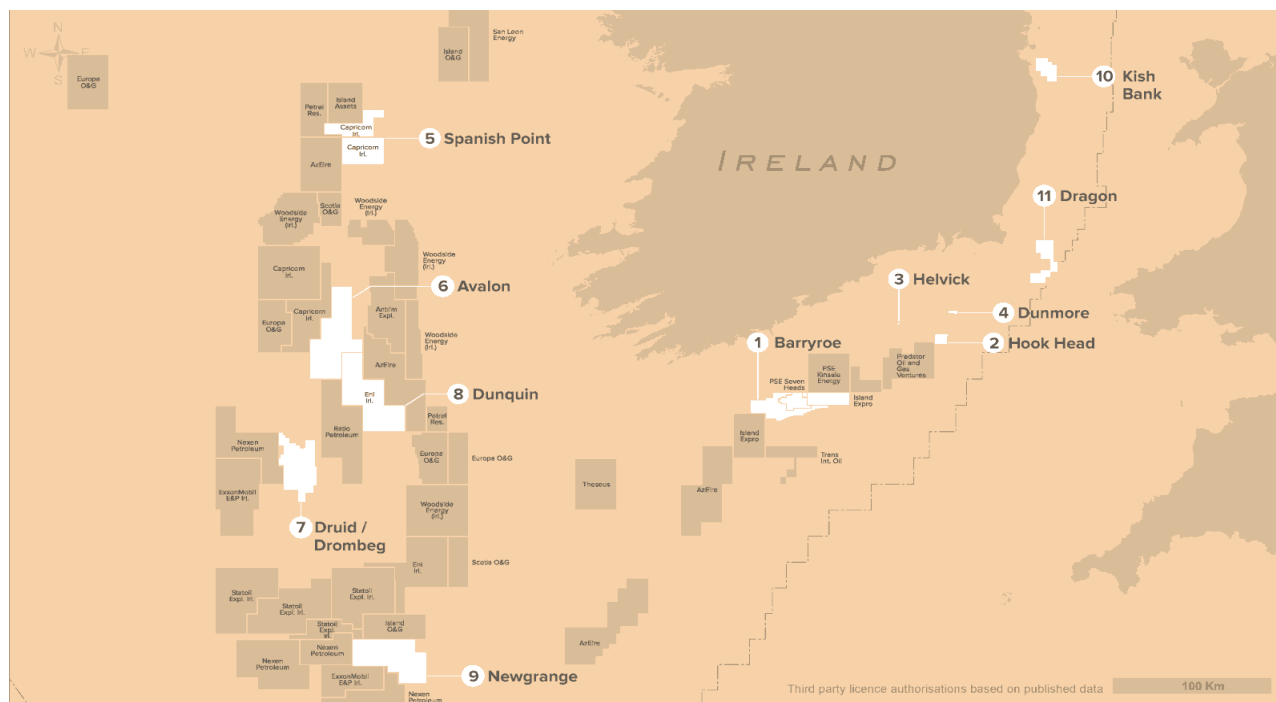 N
W E
S
Europe
O&G
San Leon
Energy
Island
O&G
Petrel
Res.
Island
Assets
Capricorn
Irl.
5 Spanish Point
Capricorn
Irl.
AzEire
10 Kish
Bank
IRELAND
11 Dragon
Woodside
Energy
(Irl.)
Scotia
O&G
Woodside
Energy
(Irl.)
Woodside
Energy
(Irl.)
Capricorn
Irl.
6 Avalon
3 Helvick
4 Dunmore
Europe
O&G
Capricorn
Irl.
Antrim
Expl.
Woodside
Energy
(Irl.)
1 Barryroe
2 Hook Head
AzEire
PSE Seven
Heads
PSE
Kinsale
Energy
Predator
Oil and
Gas
Ventures
Island
Expro
Eni
Irl.
8 Dunquin
Petrel
Res.
Ratio
Petroleum
Nexen
Petroleum
Island
Expro
Europe
O&G
Europe O&G
Trans
Int. Oil
ExxonMobil
E&P Irl.
Theseus
AzEire
Woodside
Energy
(Irl.)
7 Druid /
Drombeg
Eni
Irl.
Scotia O&G
Statoil
Expl. Irl.
Statoil
Expl. Irl.
Statoil
Expl. Irl.
Statoil
Expl.
Irl.
Island
O&G
AzEire
Nexen
Petroleum
Nexen
Petroleum
ExxonMobil
E&P Irl.
9 Newgrange
Nexen
Petroleum
Third party licence authorisations based on published data
100 Km